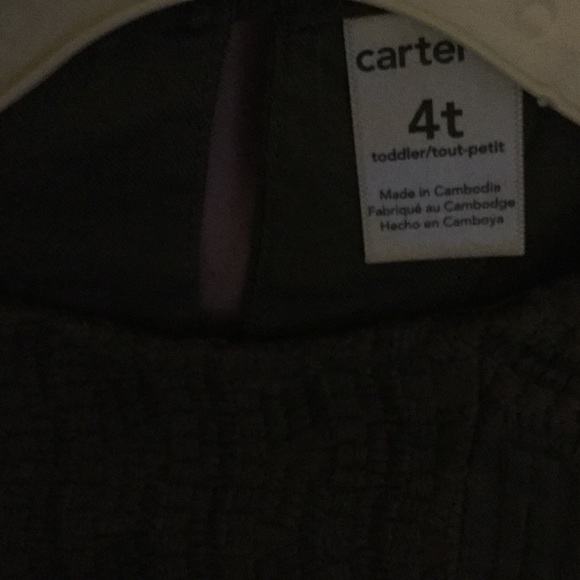 carter
4t
toddler/tout-petit
Made in Cambodia
Fabriqué au Cambodge
Hecho en Camboya